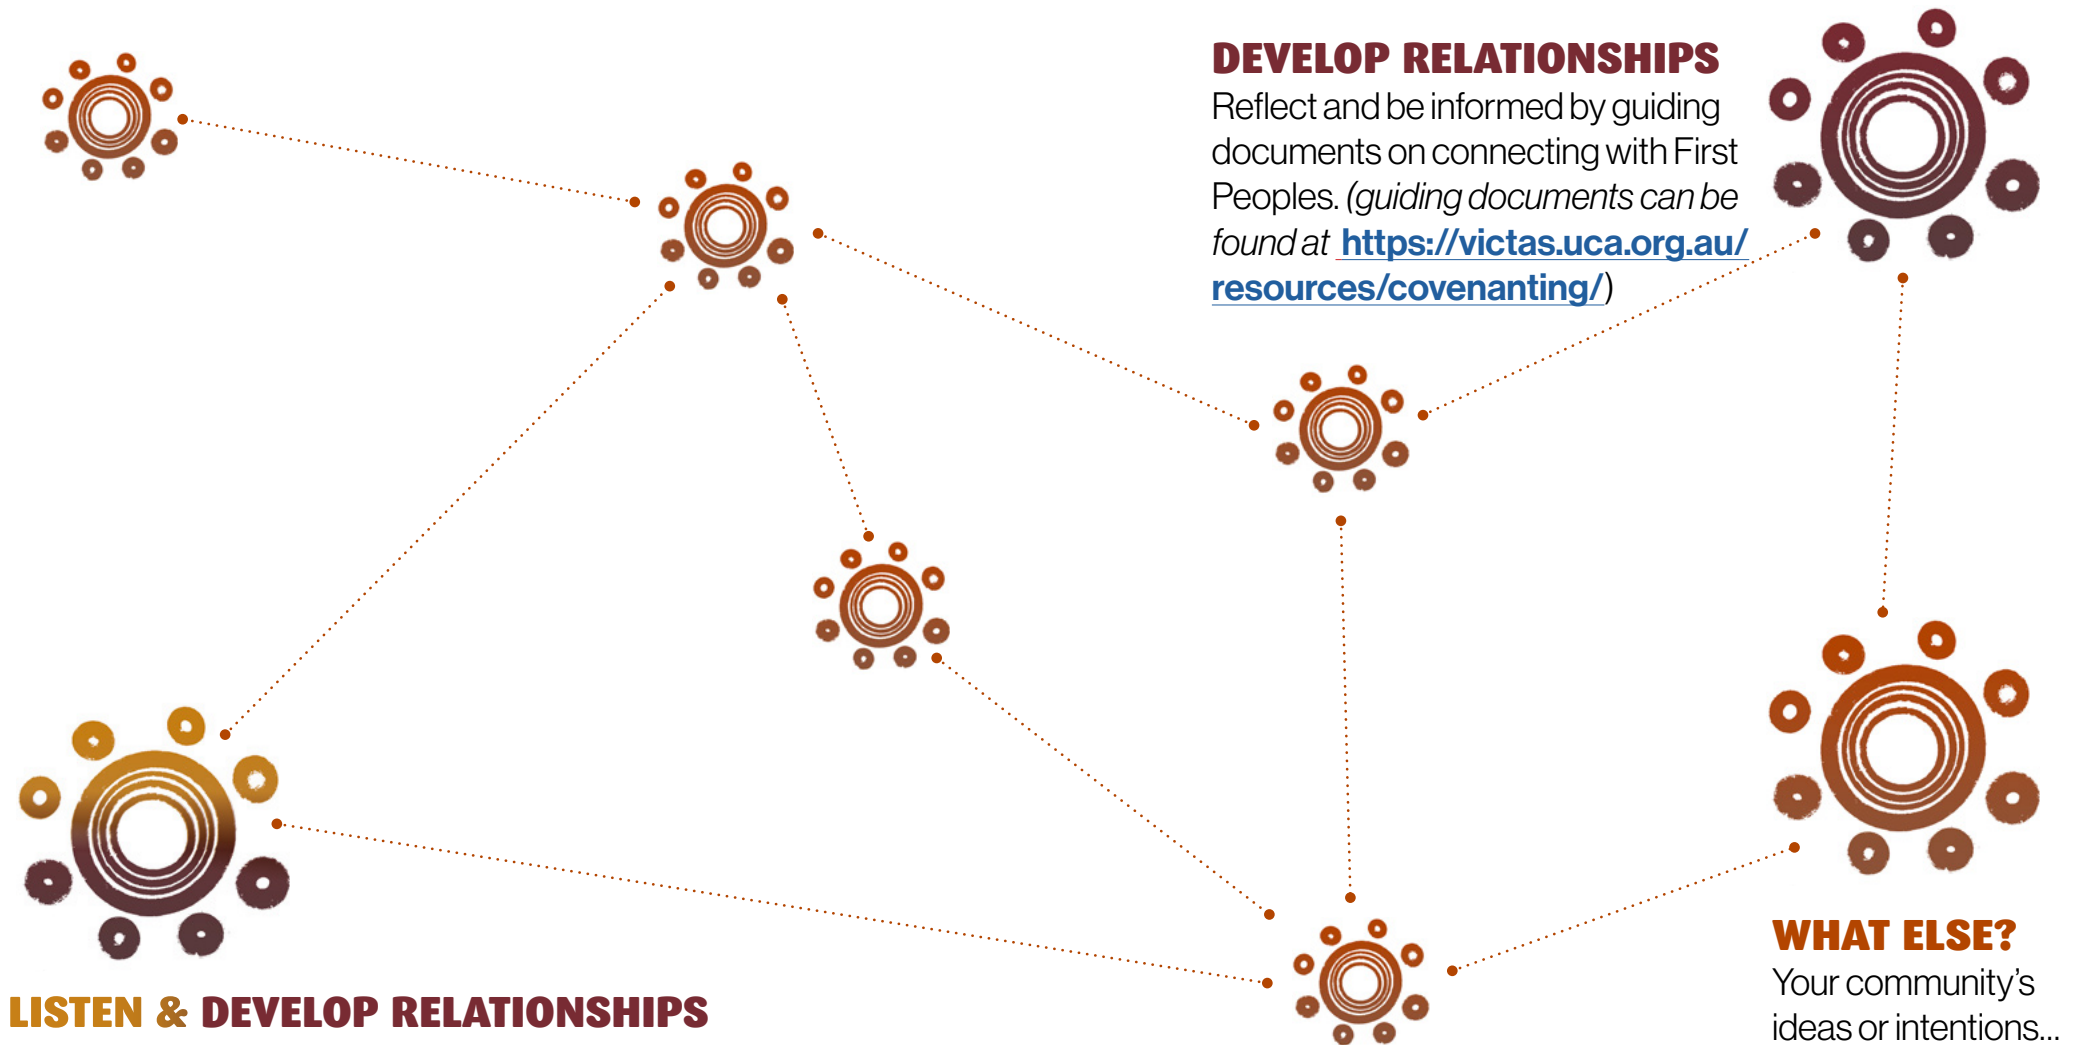 DEVELOP RELATIONSHIPS
Reflect and be informed by guiding
documents on connecting with First
Peoples. (guiding documents can be
found at https://victas.uca.org.au/
resources/covenanting/)
LISTEN & DEVELOP RELATIONSHIPS
WHAT ELSE?
Your community’s
ideas or intentions...